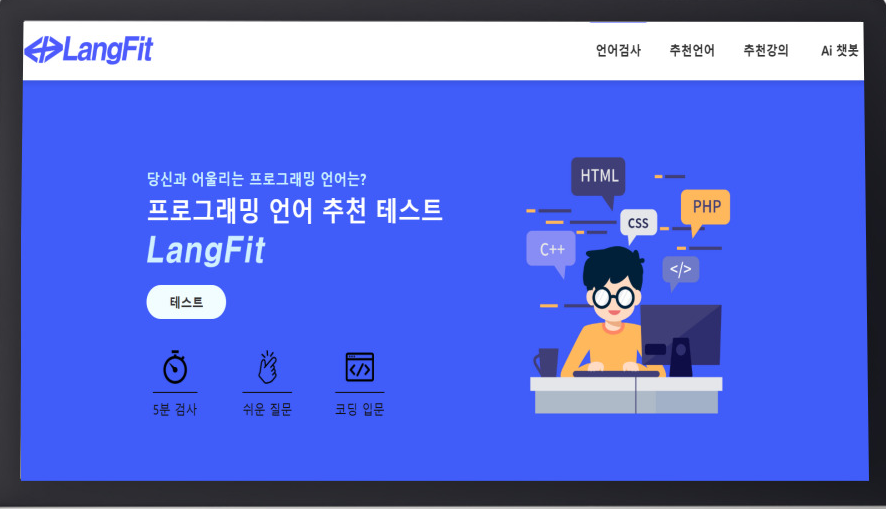 LangFit
언어검사 추천언어 추천강의 Ai 챗봇
당신과 어울리는 프로그래밍 언어는?
프로그래밍 언어 추천 테스트
LangFit
테스트
5분 검사 쉬운 질문 코딩 입문
HTML
PHP
CSS
C++
</>